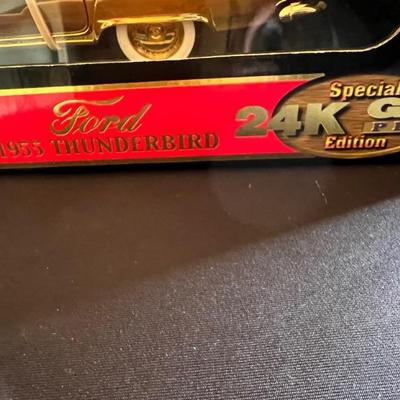 Ford
1955 THUNDERBIRD
Special
24K
Edition